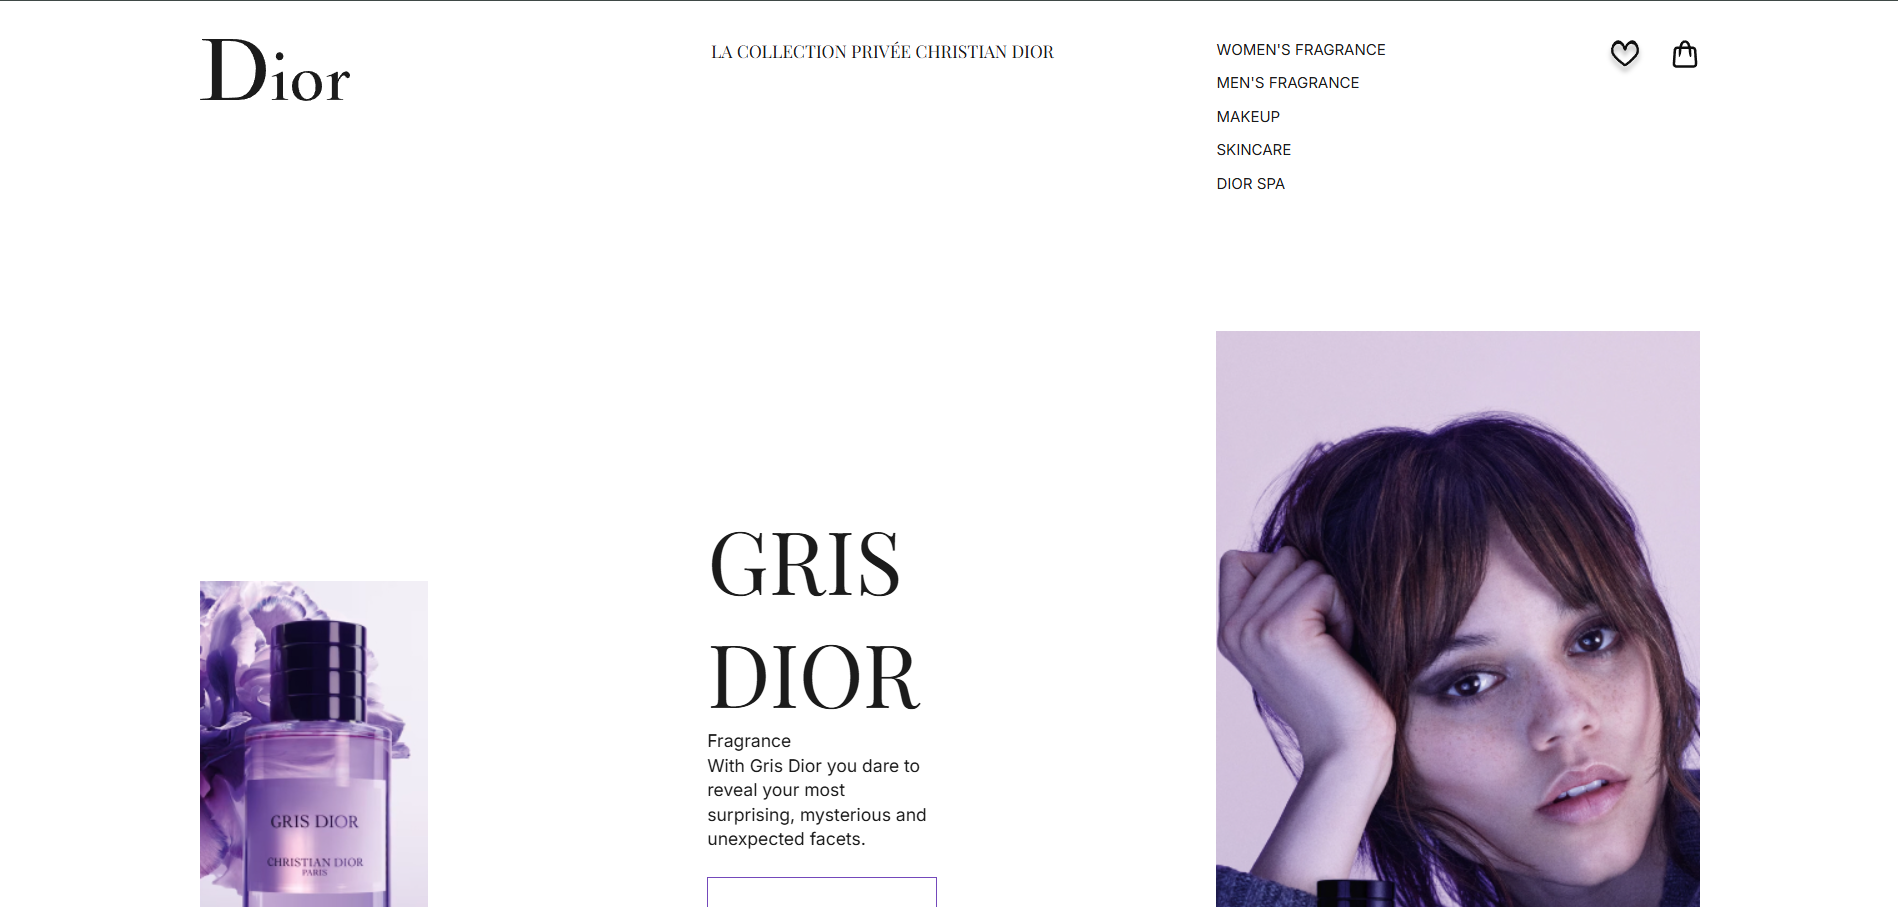 Dior
LA COLLECTION PRIVÉE CHRISTIAN DIOR
WOMEN'S FRAGRANCE
MEN'S FRAGRANCE
MAKEUP
SKINCARE
DIOR SPA
GRIS
DIOR
Fragrance
With Gris Dior you dare to
reveal your most
surprising, mysterious and
unexpected facets.
GRIS DIOR
CHRISTIAN DIOR
PARIS